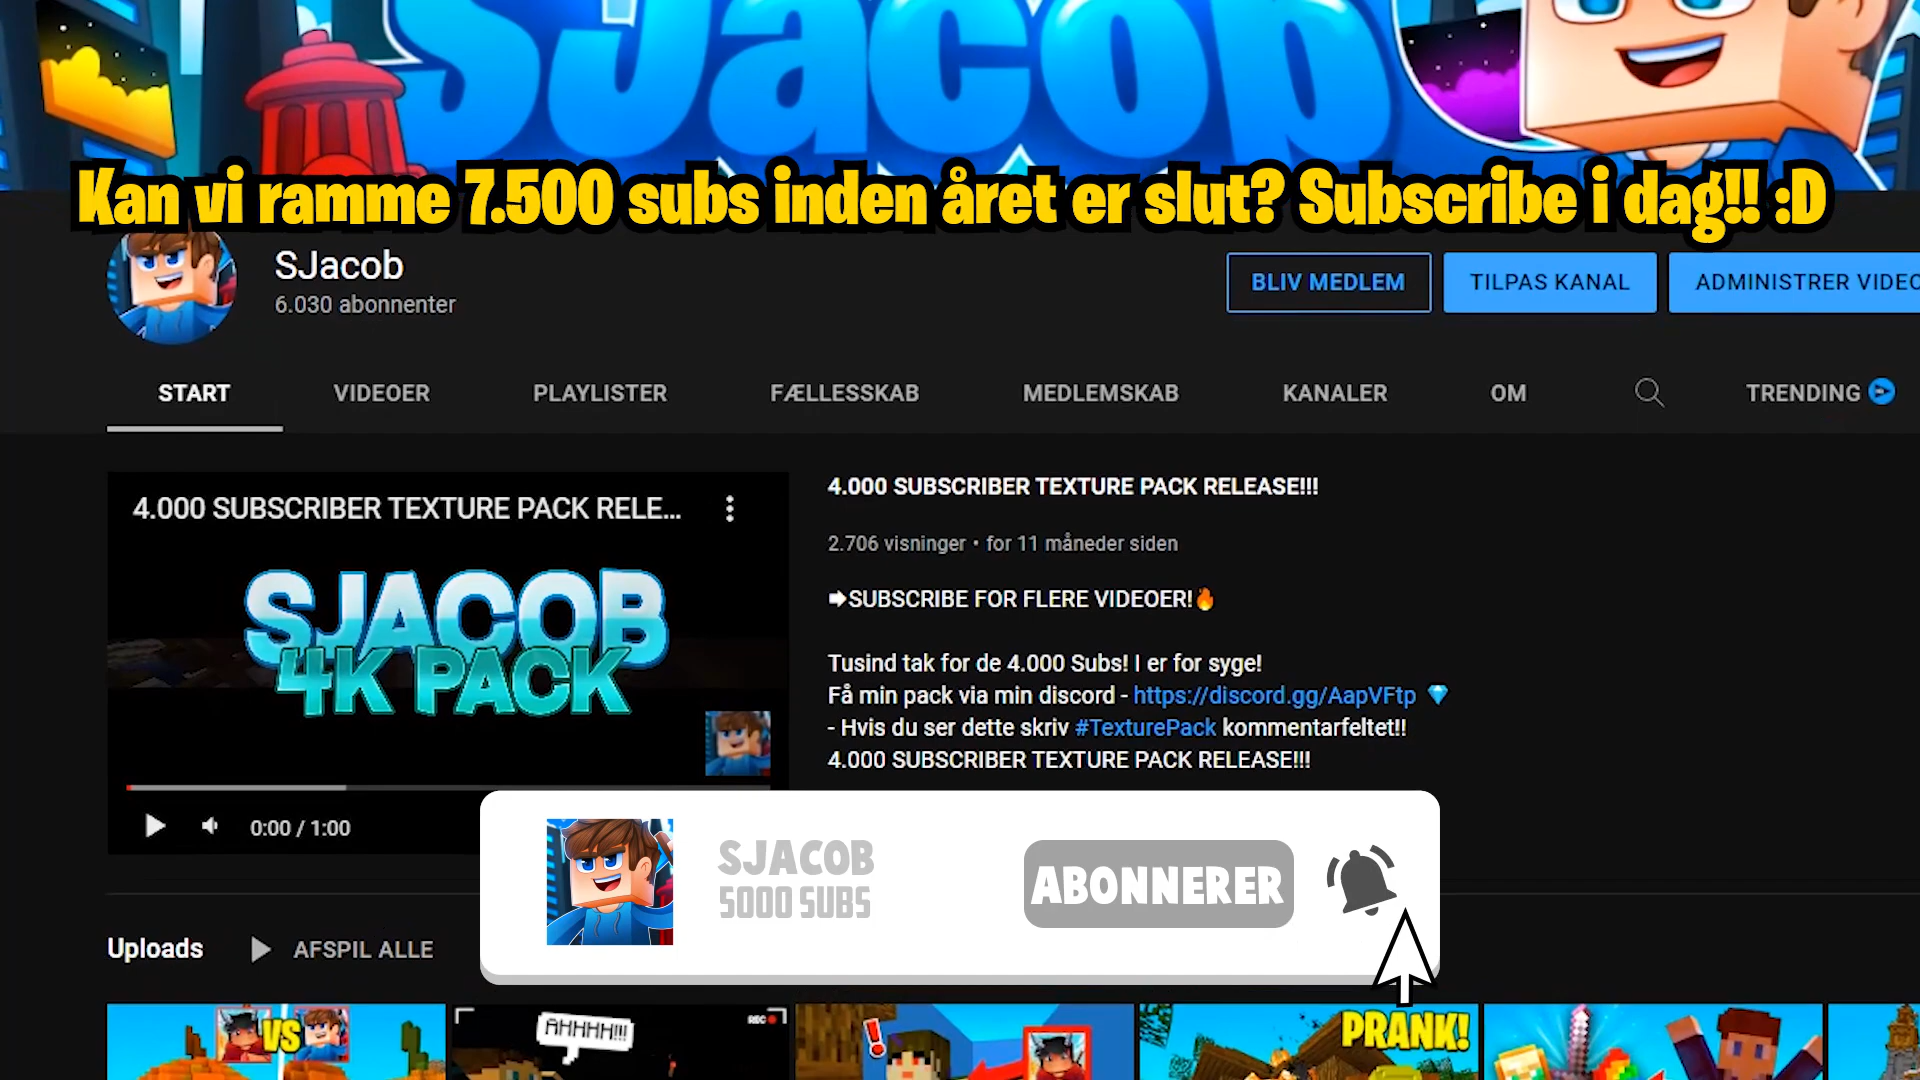 SJacob
Kan vi ramme 7.500 subs inden året er slut? Subscribe i dag!! :D
SJacob
6.030 abonnenter
BLIV MEDLEM
TILPAS KANAL
ADMINISTRER VIDEO
START
VIDEOER
PLAYLISTER
FÆLLESSKAB
MEDLEMSKAB
KANALER
OM
TRENDING
4.000 SUBSCRIBER TEXTURE PACK RELE...
SJACOB
4K PACK
0:00 / 1:00
4.000 SUBSCRIBER TEXTURE PACK RELEASE!!!
2.706 visninger • for 11 måneder siden
➡SUBSCRIBE FOR FLERE VIDEOER!🔥
Tusind tak for de 4.000 Subs! I er for syge!
Få min pack via min discord - https://discord.gg/AapVFtp 💎
- Hvis du ser dette skriv #TexturePack kommentarfeltet!!
4.000 SUBSCRIBER TEXTURE PACK RELEASE!!!
SJACOB
5000 SUBS
ABONNERER
Uploads
AFSPIL ALLE
VS
AHHHH!!!
REC
PRANK!